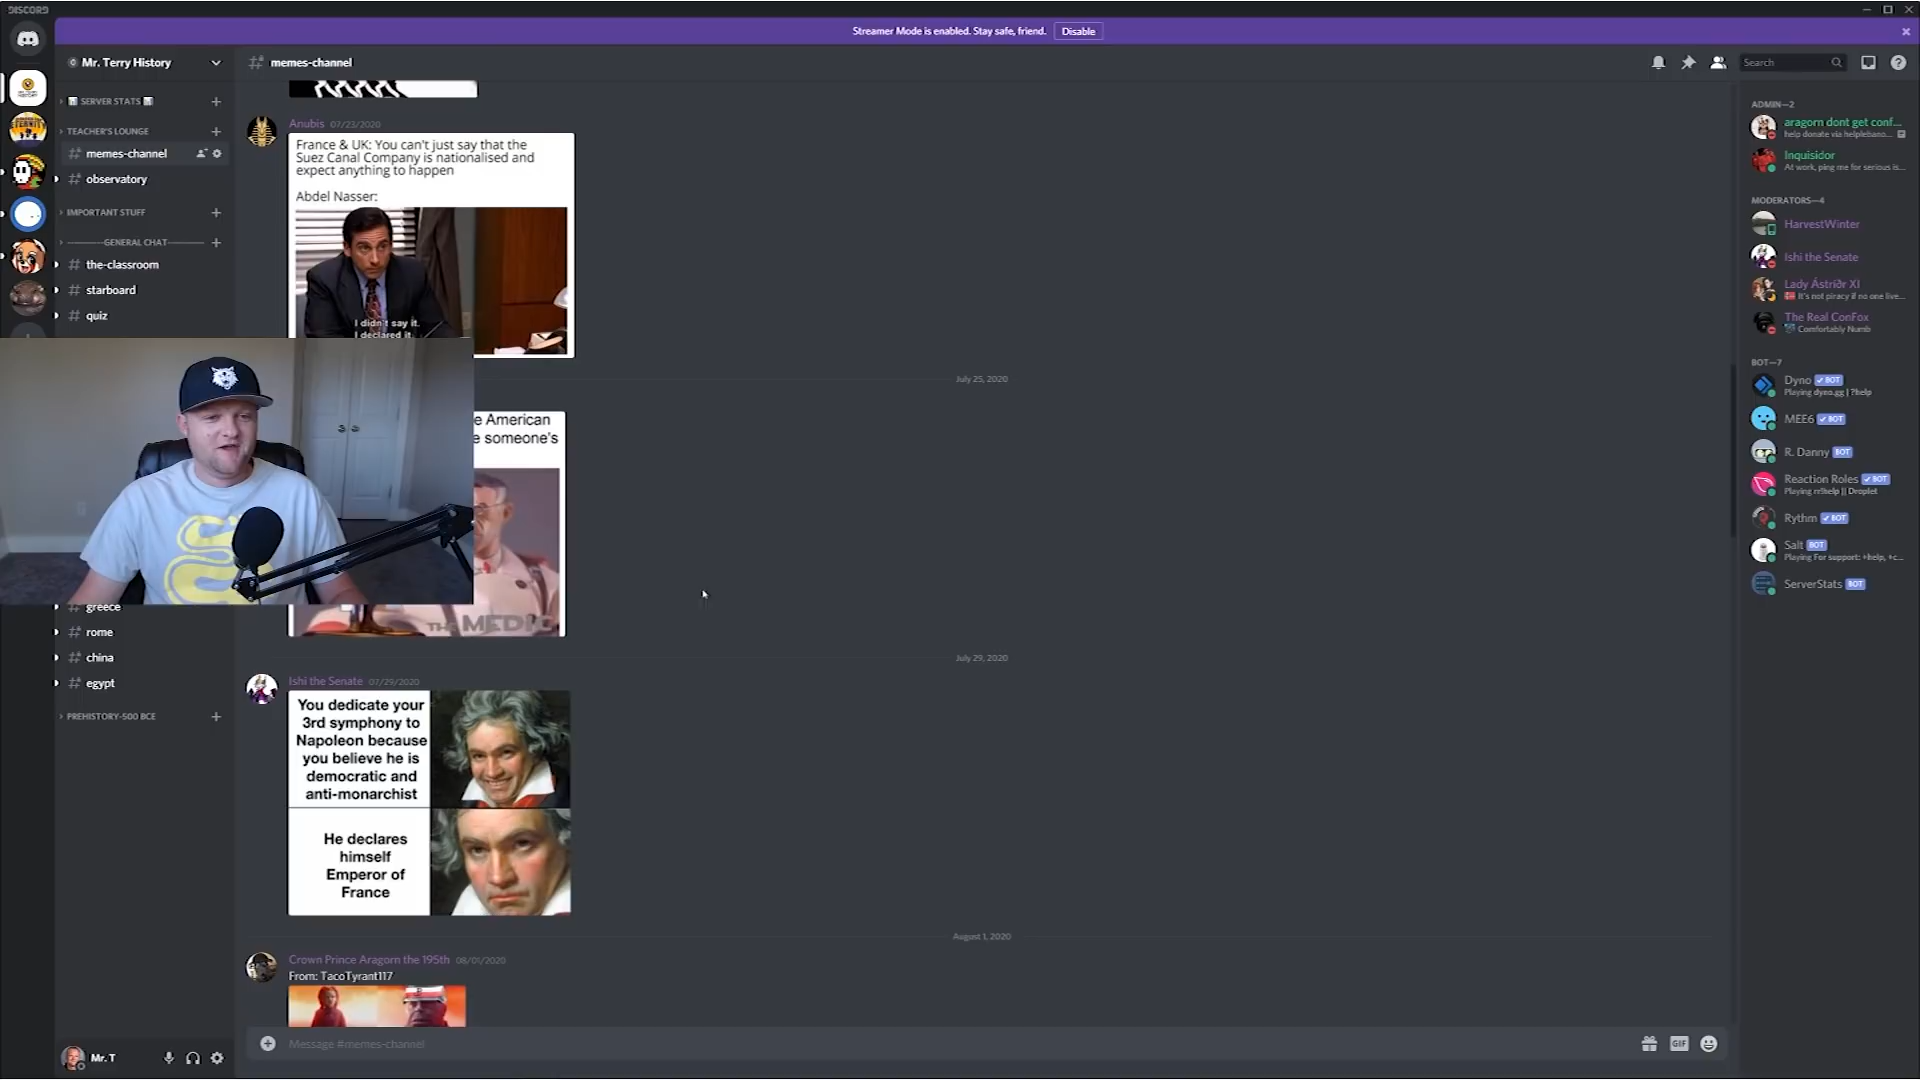 DISCORD
Streamer Mode is enabled. Stay safe, friend.
Disable
Mr. Terry History
SERVER STATS
TEACHER'S LOUNGE
memes-channel
observatory
IMPORTANT STUFF
GENERAL CHAT
the-classroom
starboard
quiz
greece
rome
china
egypt
PREHISTORY-500 BCE
Mr. T
memes-channel
Search
Anubis 07/23/2020
France & UK: You can't just say that the
Suez Canal Company is nationalised and
expect anything to happen
Abdel Nasser:
I didn't say it.
I declared it.
July 25, 2020
e American
e someone's
THE MEDIC
July 29, 2020
Ishi the Senate 07/29/2020
You dedicate your
3rd symphony to
Napoleon because
you believe he is
democratic and
anti-monarchist
He declares
himself
Emperor of
France
August 1, 2020
Crown Prince Aragorn the 195th 08/01/2020
From: TacoTyrant117
Message #memes-channel
GIF
ADMIN—2
aragorn dont get conf...
help donate via helplebano...
Inquisidor
At work, ping me for serious is...
MODERATORS—4
HarvestWinter
Ishi the Senate
Lady Ástríðr XI
It's not piracy if no one live...
The Real ConFox
Comfortably Numb
BOT—7
Dyno BOT
Playing dyno.gg | ?help
MEE6 BOT
R. Danny BOT
Reaction Roles BOT
Playing rr!help || Droplet
Rythm BOT
Salt BOT
Playing For support: +help, +c...
ServerStats BOT